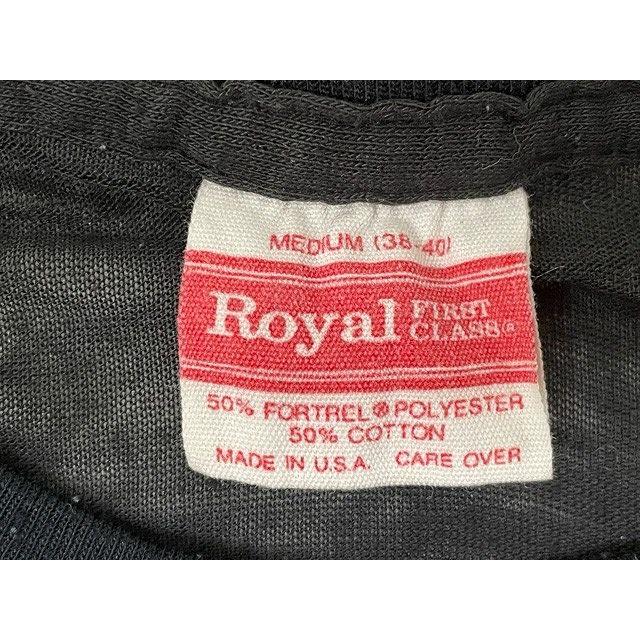 MEDIUM (38-40)
Royal FIRST CLASS®
50% FORTREL® POLYESTER
50% COTTON
MADE IN U.S.A. CARE OVER